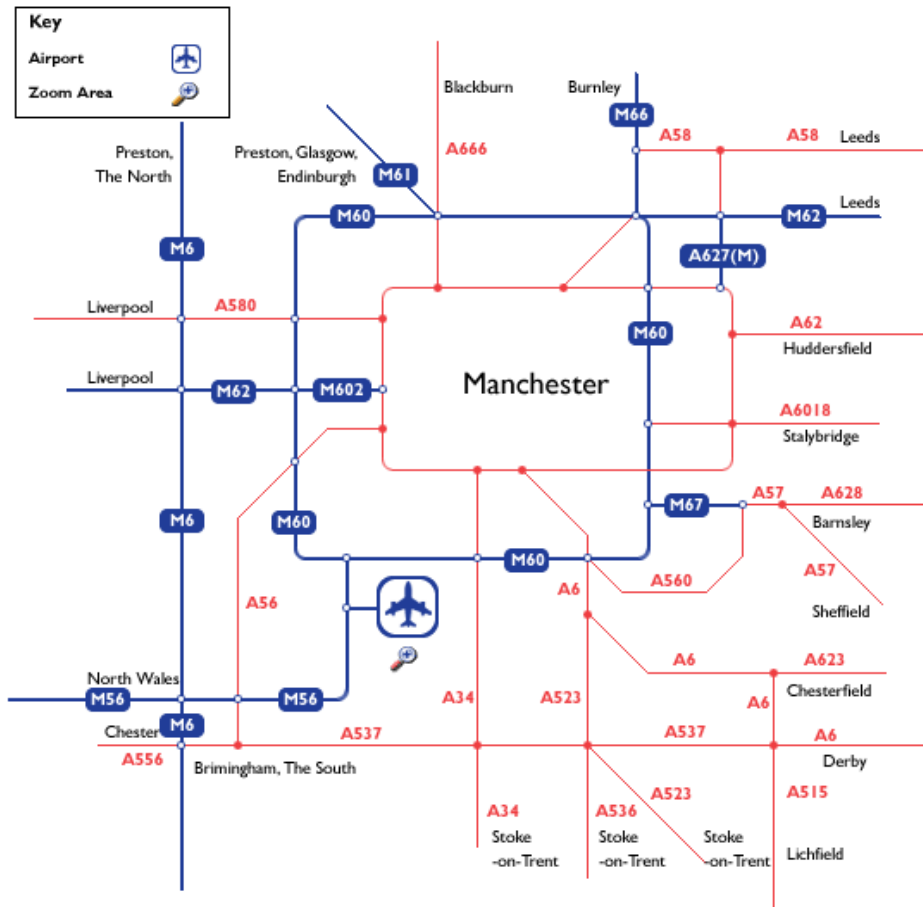 Key
Airport
Zoom Area
Blackburn
Burnley
M66
A58
A58
Leeds
Preston,
The North
Preston, Glasgow,
Endinburgh
A666
M61
M60
M62
Leeds
M6
A627(M)
Liverpool
A580
M60
A62
Huddersfield
Liverpool
M62
M602
Manchester
A6018
Stalybridge
M6
M60
M67
A57
A628
Barnsley
M60
A6
A560
A57
Sheffield
A56
North Wales
M56
M56
A34
A523
A6
A623
Chesterfield
A6
M6
Chester
A556
A537
A537
A6
Derby
Brimingham, The South
A34
A536
A523
A515
Stoke
-on-Trent
Stoke
-on-Trent
Stoke
-on-Trent
Lichfield